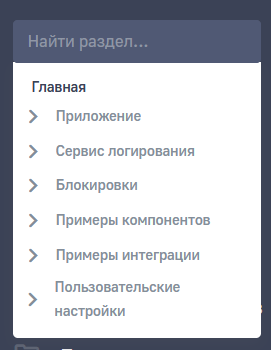 Найти раздел...
Главная
Приложение
Сервис логирования
Блокировки
Примеры компонентов
Примеры интеграции
Пользовательские
настройки